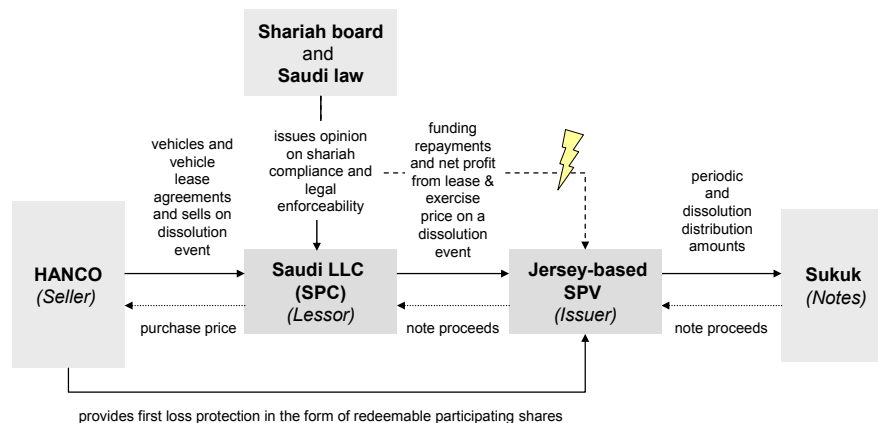 Shariah board
and
Saudi law
vehicles and
vehicle
lease
agreements
and sells on
dissolution
event
issues opinion
on shariah
compliance and
legal
enforceability
funding
repayments
and net profit
from lease &
exercise
price on a
dissolution
event
periodic
and
dissolution
distribution
amounts
HANCO
(Seller)
Saudi LLC
(SPC)
(Lessor)
Jersey-based
SPV
(Issuer)
Sukuk
(Notes)
purchase price
note proceeds
note proceeds
provides first loss protection in the form of redeemable participating shares